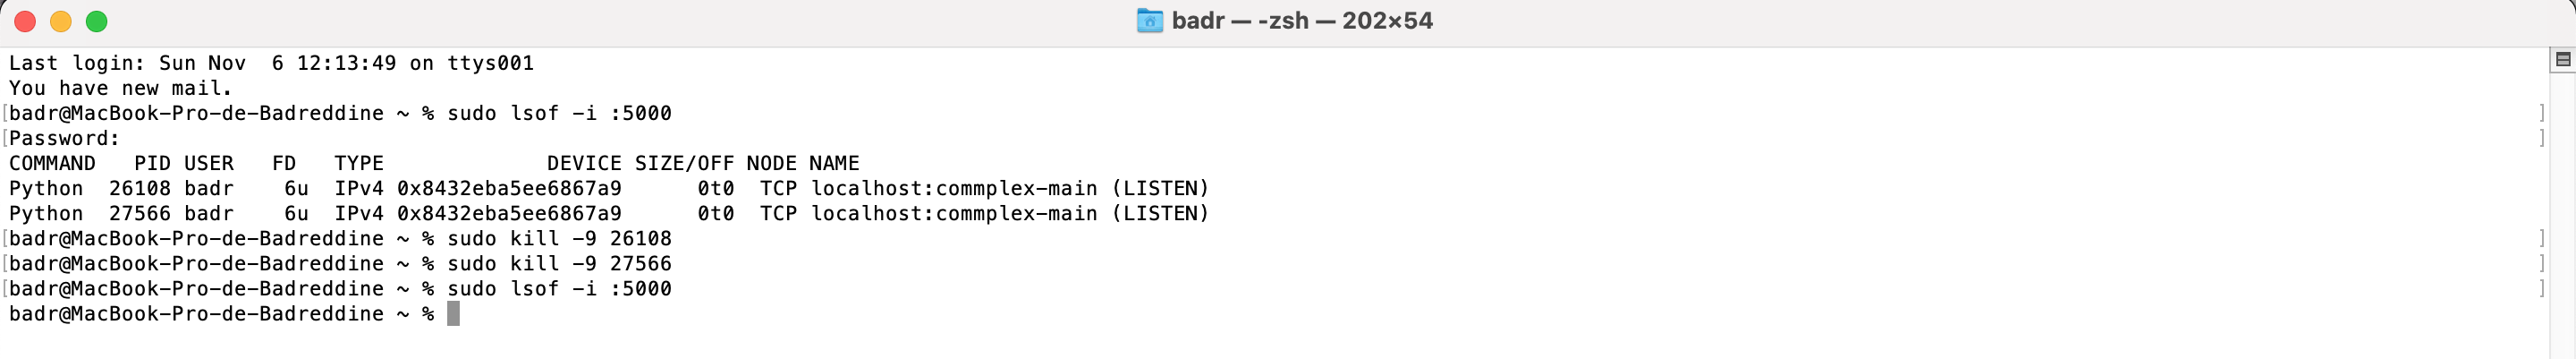 badr — -zsh — 202×54
Last login: Sun Nov  6 12:13:49 on ttys001
You have new mail.
[badr@MacBook-Pro-de-Badreddine ~ % sudo lsof -i :5000 ]
[Password: ]
COMMAND   PID USER   FD   TYPE             DEVICE SIZE/OFF NODE NAME
Python  26108 badr    6u  IPv4 0x8432eba5ee6867a9      0t0  TCP localhost:commplex-main (LISTEN)
Python  27566 badr    6u  IPv4 0x8432eba5ee6867a9      0t0  TCP localhost:commplex-main (LISTEN)
[badr@MacBook-Pro-de-Badreddine ~ % sudo kill -9 26108 ]
[badr@MacBook-Pro-de-Badreddine ~ % sudo kill -9 27566 ]
[badr@MacBook-Pro-de-Badreddine ~ % sudo lsof -i :5000 ]
badr@MacBook-Pro-de-Badreddine ~ %